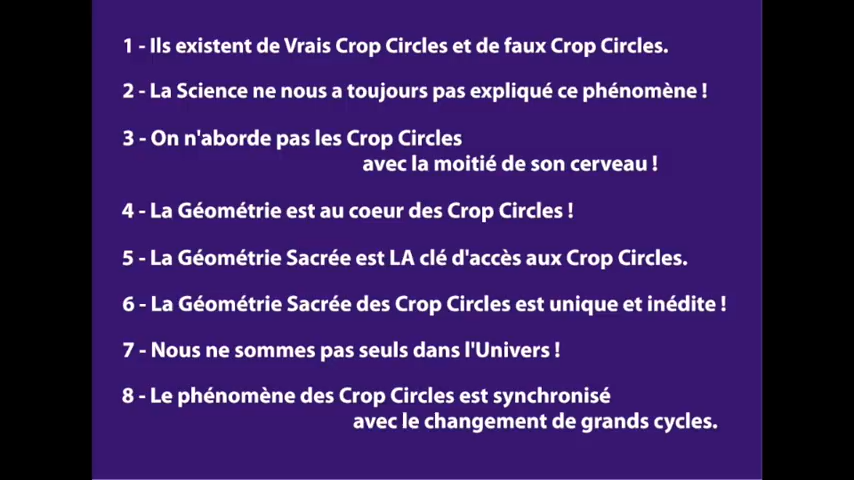 1 - Ils existent de Vrais Crop Circles et de faux Crop Circles.
2 - La Science ne nous a toujours pas expliqué ce phénomène !
3 - On n'aborde pas les Crop Circles
avec la moitié de son cerveau !
4 - La Géométrie est au coeur des Crop Circles !
5 - La Géométrie Sacrée est LA clé d'accès aux Crop Circles.
6 - La Géométrie Sacrée des Crop Circles est unique et inédite !
7 - Nous ne sommes pas seuls dans l'Univers !
8 - Le phénomène des Crop Circles est synchronisé
avec le changement de grands cycles.